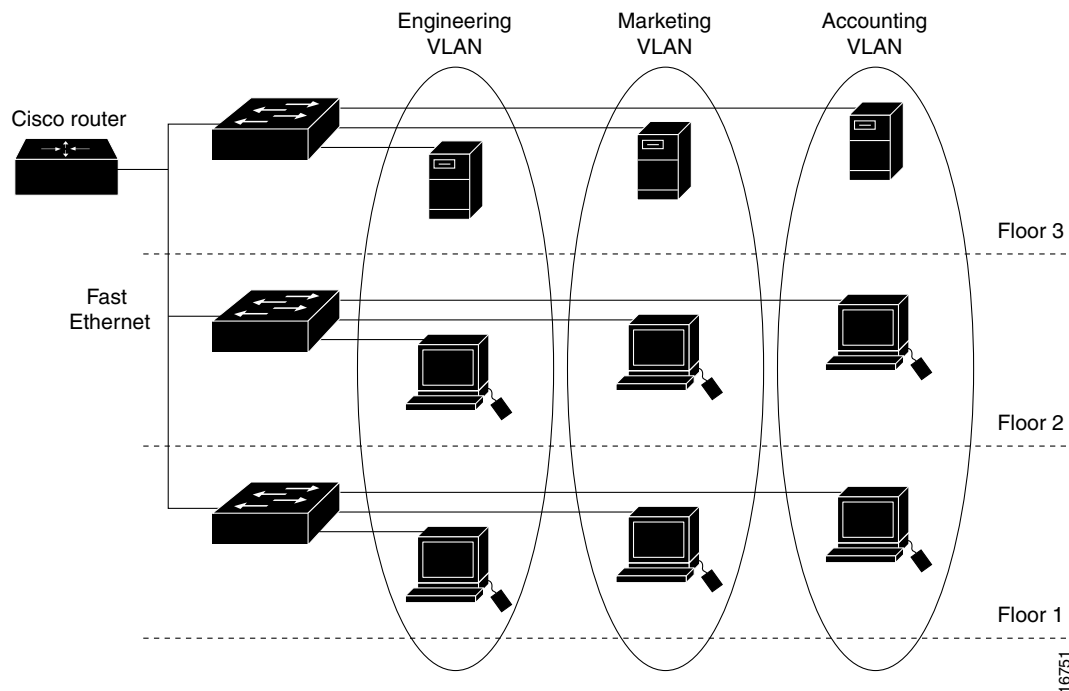 Engineering
VLAN
Marketing
VLAN
Accounting
VLAN
Cisco router
Floor 3
Fast
Ethernet
Floor 2
Floor 1
16751